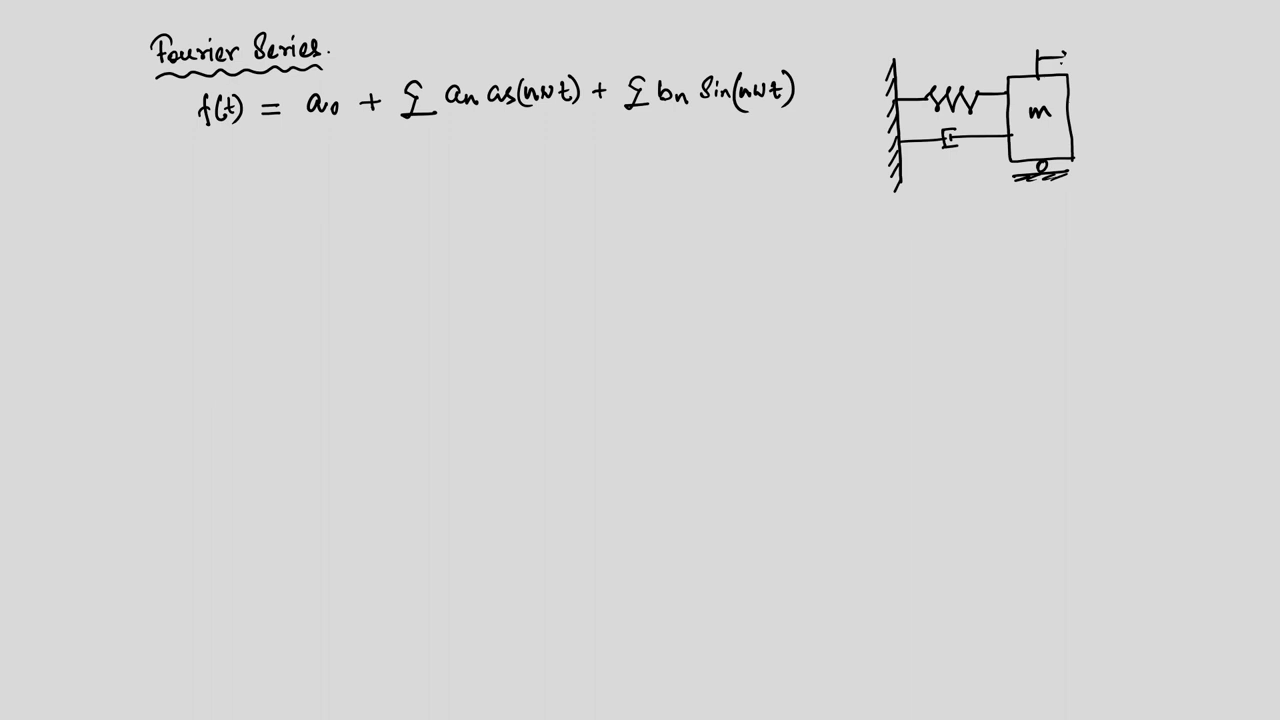 Fourier Series.
f(t) = a₀ + Σ aₙ cos(nωt) + Σ bₙ sin(nωt)
m